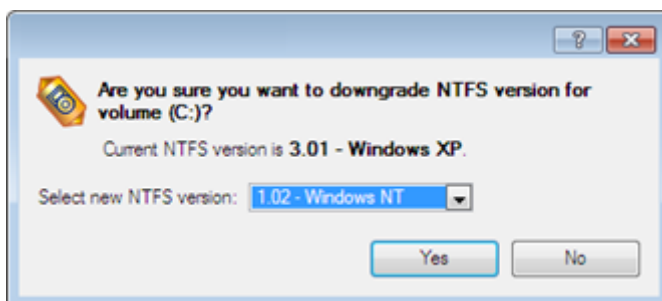 Are you sure you want to downgrade NTFS version for
volume (C:)?
Current NTFS version is 3.01 - Windows XP.
Select new NTFS version: 1.02 - Windows NT
Yes No